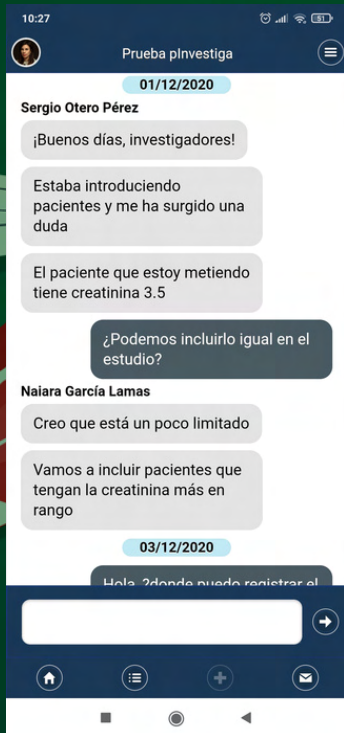 10:27
51
Prueba pInvestiga
01/12/2020
Sergio Otero Pérez
¡Buenos días, investigadores!
Estaba introduciendo
pacientes y me ha surgido una
duda
El paciente que estoy metiendo
tiene creatinina 3.5
¿Podemos incluirlo igual en el
estudio?
Naiara García Lamas
Creo que está un poco limitado
Vamos a incluir pacientes que
tengan la creatinina más en
rango
03/12/2020
Hola, ?donde puedo registrar el